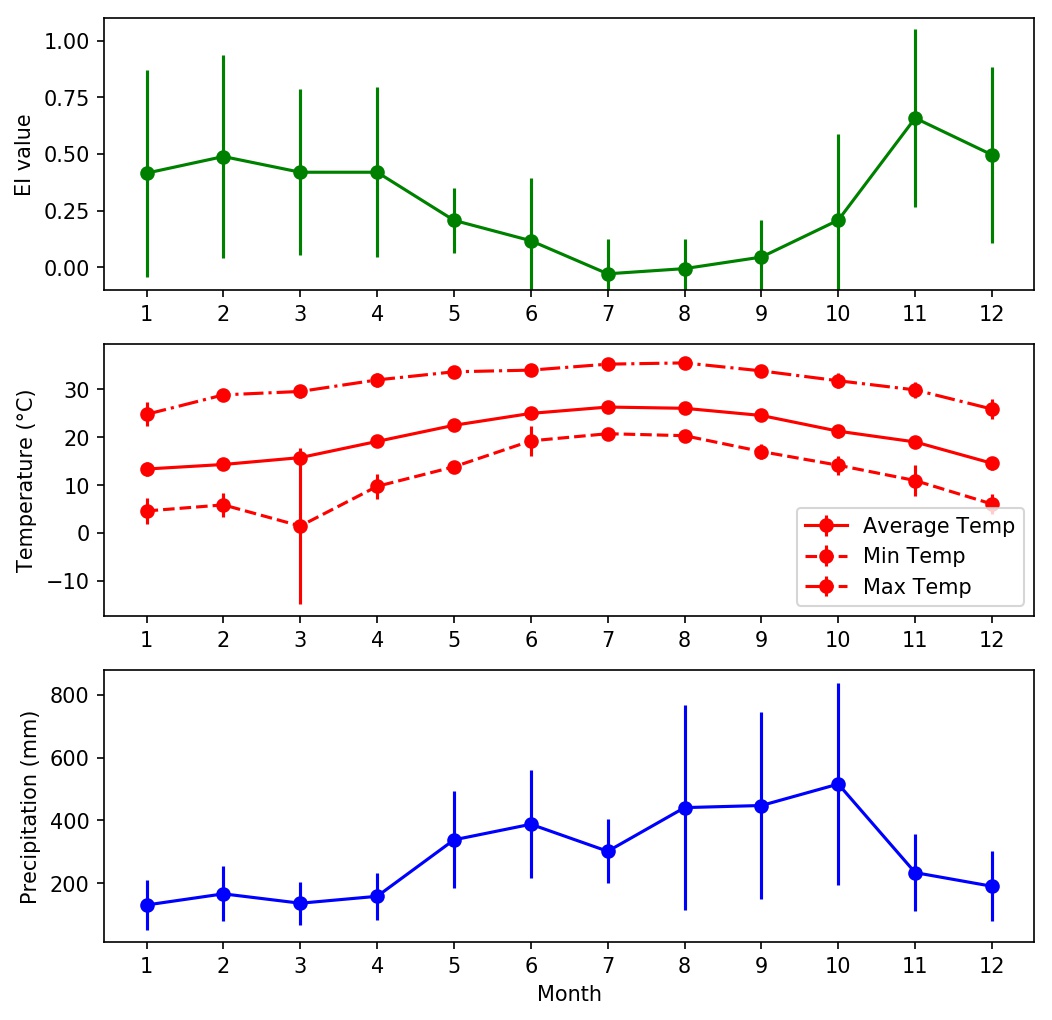 EI value
1.00
0.75
0.50
0.25
0.00
1 2 3 4 5 6 7 8 9 10 11 12
Temperature (°C)
30
20
10
0
−10
Average Temp
Min Temp
Max Temp
1 2 3 4 5 6 7 8 9 10 11 12
Precipitation (mm)
800
600
400
200
1 2 3 4 5 6 7 8 9 10 11 12
Month